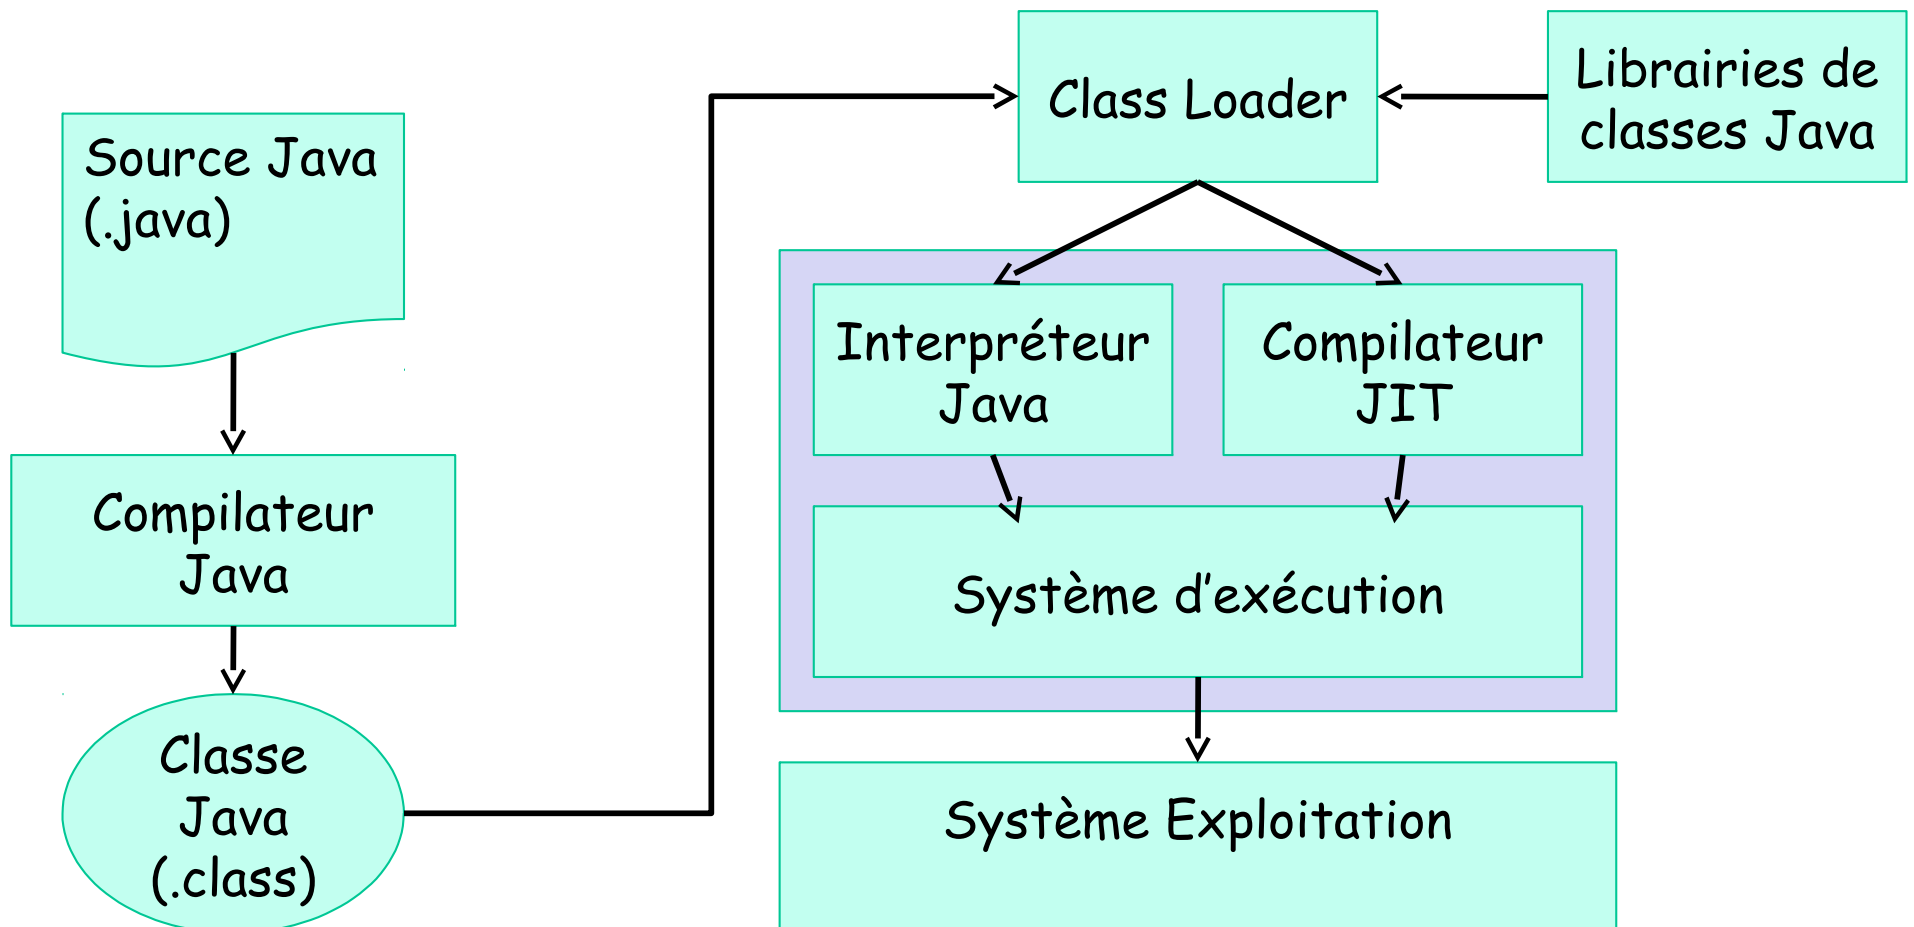 Source Java
(.java)
Compilateur
Java
Classe
Java
(.class)
Class Loader
Librairies de
classes Java
Interpréteur
Java
Compilateur
JIT
Système d'exécution
Système Exploitation